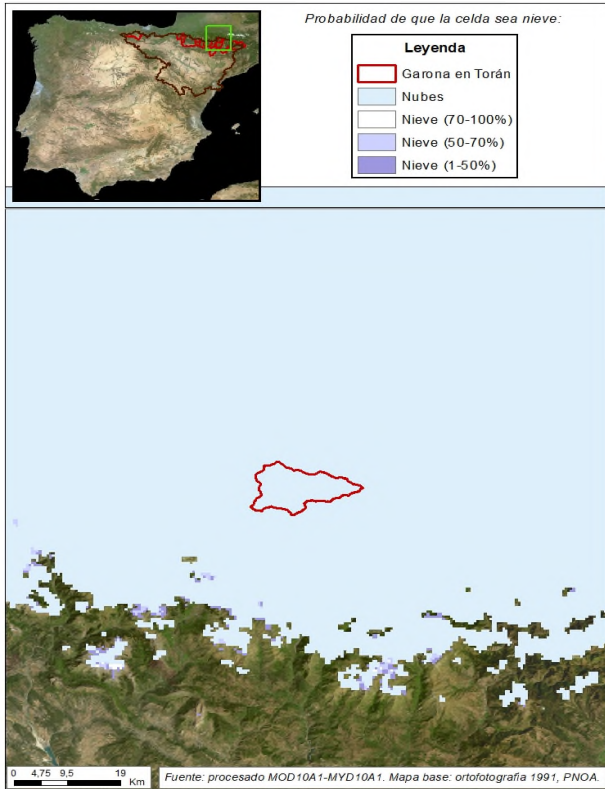 Probabilidad de que la celda sea nieve:
Leyenda
Garona en Torán
Nubes
Nieve (70-100%)
Nieve (50-70%)
Nieve (1-50%)
0 4,75 9,5 19
Km
Fuente: procesado MOD10A1-MYD10A1. Mapa base: ortofotografia 1991, PNOA.